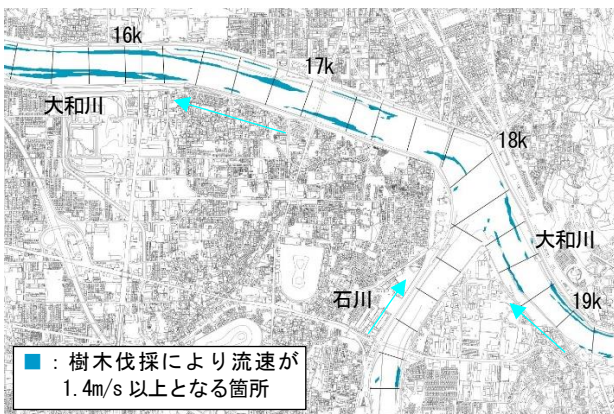 16k
17k
大和川
18k
大和川
石川
19k
■：樹木伐採により流速が
1.4m/s 以上となる箇所